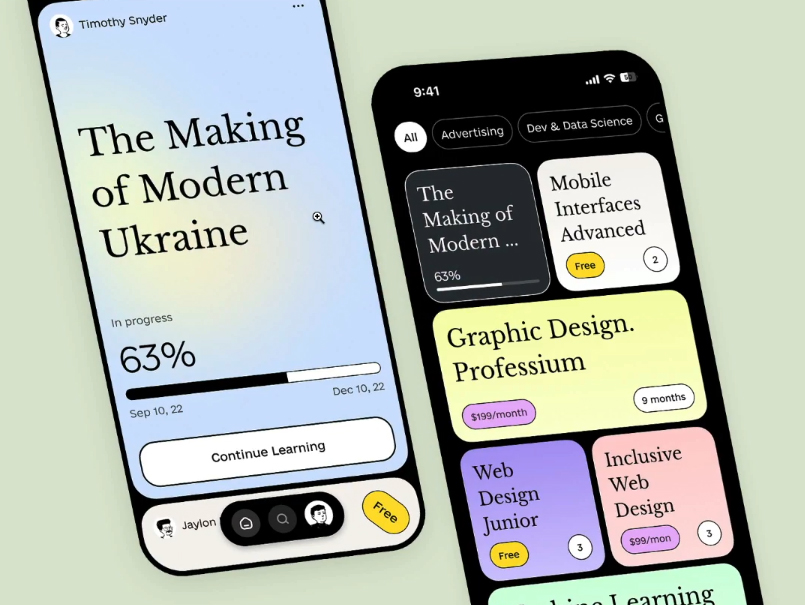 Timothy Snyder
...
The Making
of Modern
Ukraine
In progress
63%
Sep 10, 22
Dec 10, 22
Continue Learning
Jaylon
Free
9:41
All
Advertising
Dev & Data Science
G
The
Making of
Modern ...
63%
Mobile
Interfaces
Advanced
Free
2
Graphic Design.
Professium
$199/month
9 months
Web
Design
Junior
Free
3
Inclusive
Web
Design
$99/mon
3
Learning